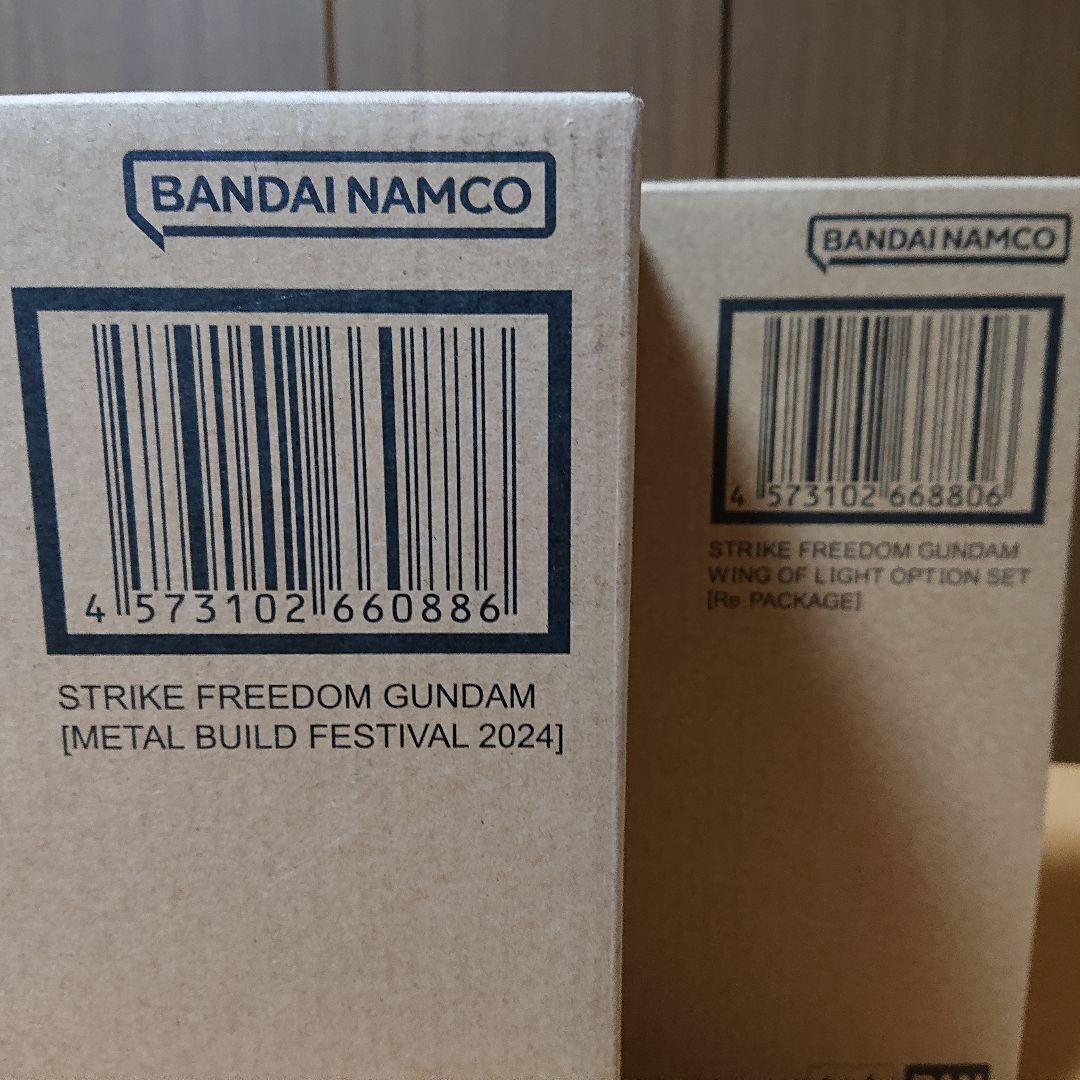 BANDAI NAMCO
4 573102 660886
STRIKE FREEDOM GUNDAM
[METAL BUILD FESTIVAL 2024]
BANDAI NAMCO
4 573102 668806
STRIKE FREEDOM GUNDAM
WING OF LIGHT OPTION SET
[Re PACKAGE]